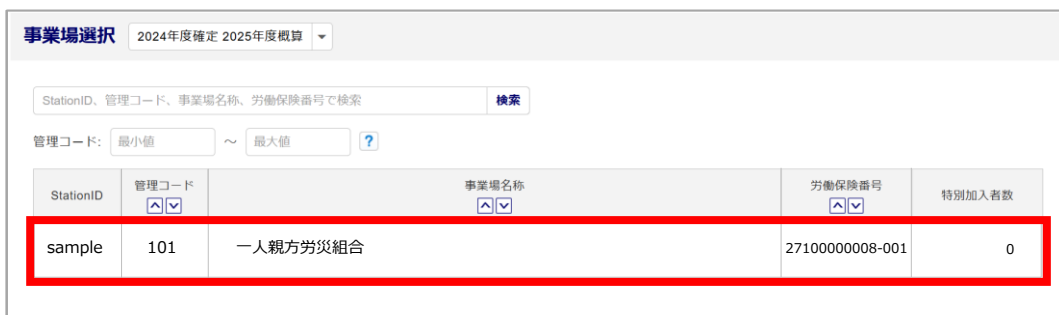 事業場選択 2024年度確定 2025年度概算
StationID、管理コード、事業場名称、労働保険番号で検索 検索
管理コード: 最小値 ～ 最大値 ?
StationID 管理コード 事業場名称 労働保険番号 特別加入者数
sample 101 一人親方労災組合 27100000008-001 0